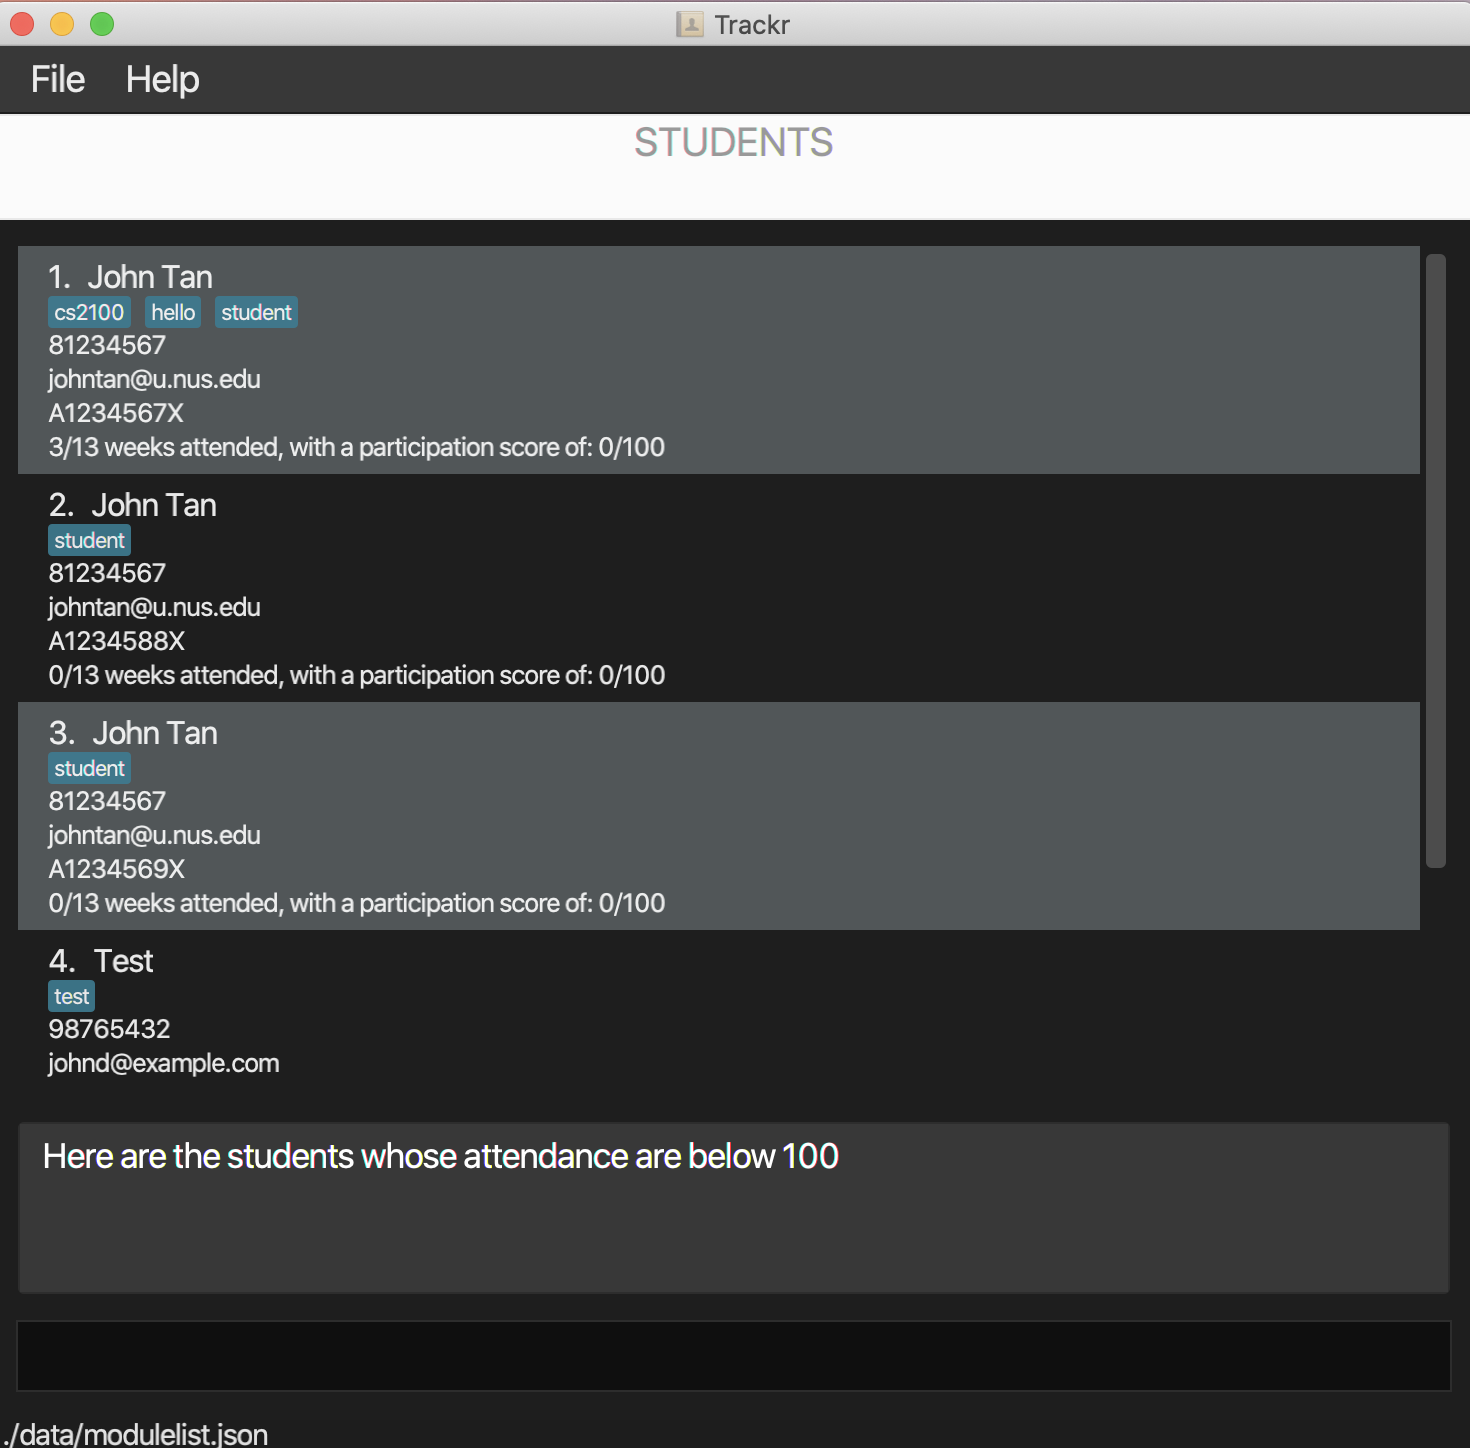 Trackr
File Help
STUDENTS
1. John Tan
cs2100 hello student
81234567
johntan@u.nus.edu
A1234567X
3/13 weeks attended, with a participation score of: 0/100
2. John Tan
student
81234567
johntan@u.nus.edu
A1234588X
0/13 weeks attended, with a participation score of: 0/100
3. John Tan
student
81234567
johntan@u.nus.edu
A1234569X
0/13 weeks attended, with a participation score of: 0/100
4. Test
test
98765432
johnd@example.com
Here are the students whose attendance are below 100
./data/modulelist.json